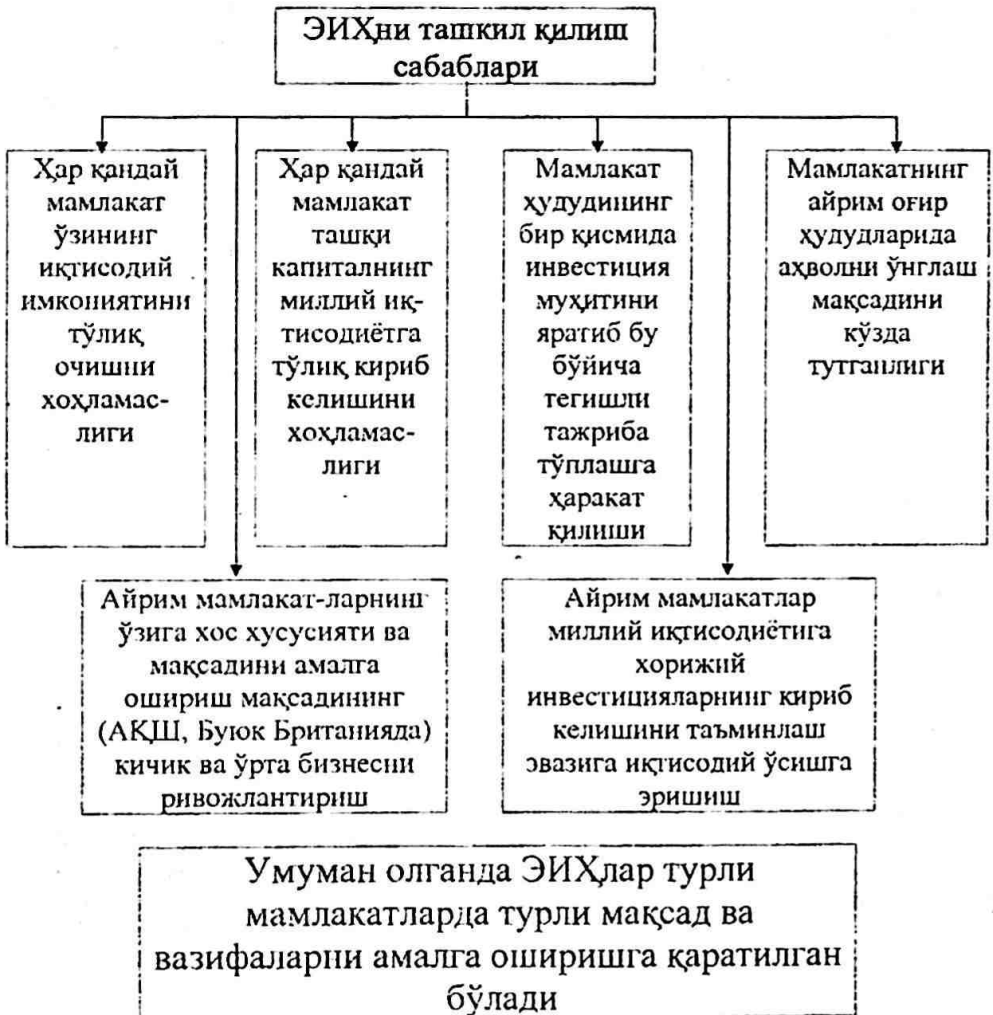 ЭИҲни ташкил қилиш
сабаблари
Ҳар қандай
мамлакат
ўзининг
иқтисодий
имкониятини
тўлиқ
очишни
хоҳламас-
лиги
Ҳар қандай
мамлакат
ташқи
капиталнинг
миллий иқ-
тисодиётга
тўлиқ кириб
келишини
хоҳламас-
лиги
Мамлакат
ҳудудининг
бир қисмида
инвестиция
муҳитини
яратиб бу
бўйича
тегишли
тажриба
тўплашга
ҳаракат
қилиши
Мамлакатнинг
айрим оғир
ҳудудларида
аҳволни ўнглаш
мақсадини
кўзда
тутганлиги
Айрим мамлакат-ларнинг
ўзига хос хусусияти ва
мақсадини амалга
ошириш мақсадининг
(АҚШ, Буюк Британияда)
кичик ва ўрта бизнесни
ривожлантириш
Айрим мамлакатлар
миллий иқтисодиётига
хорижий
инвестицияларнинг кириб
келишини таъминлаш
эвазига иқтисодий ўсишга
эришиш
Умуман олганда ЭИҲлар турли
мамлакатларда турли мақсад ва
вазифаларни амалга оширишга қаратилган
бўлади